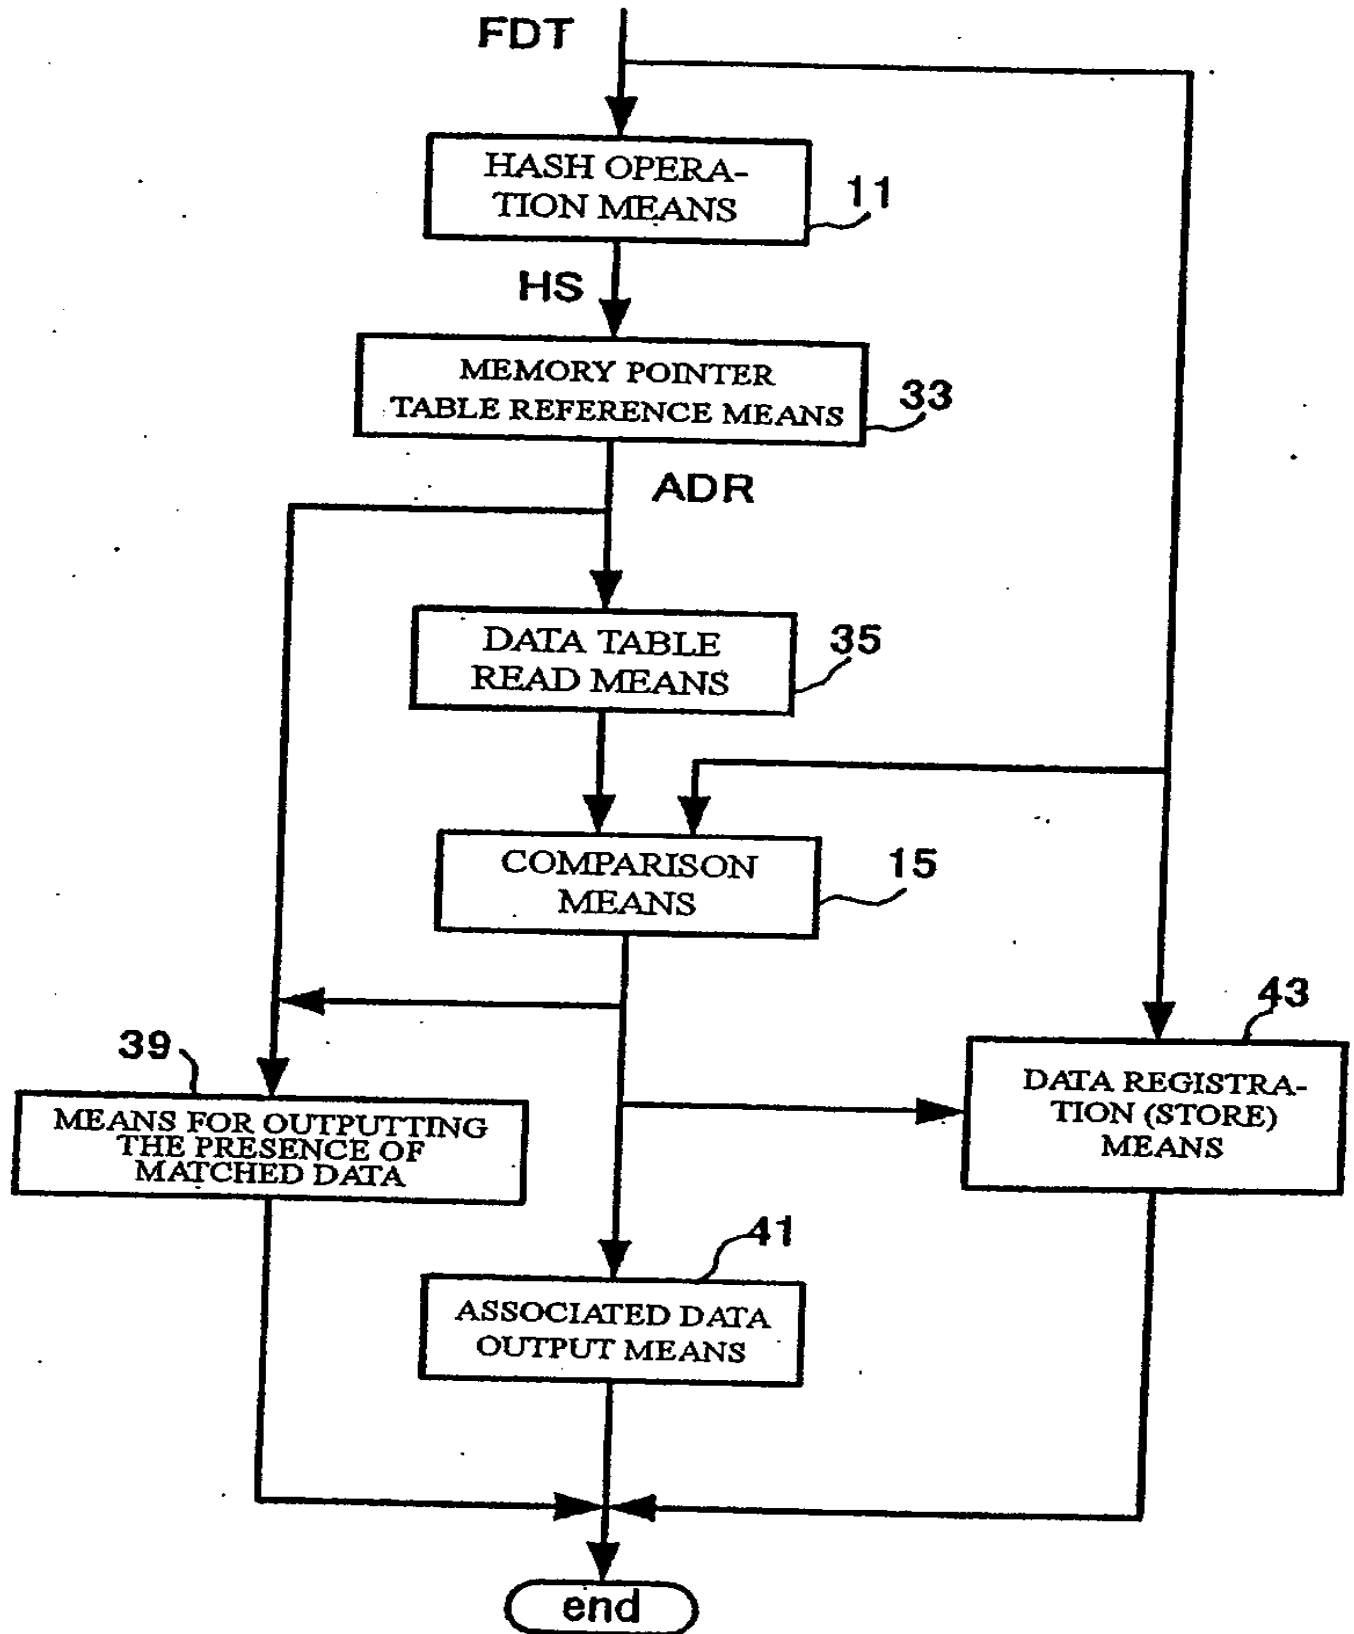 FDT
HASH OPERA-
TION MEANS
11
HS
MEMORY POINTER
TABLE REFERENCE MEANS
33
ADR
DATA TABLE
READ MEANS
35
COMPARISON
MEANS
15
39
MEANS FOR OUTPUTTING
THE PRESENCE OF
MATCHED DATA
43
DATA REGISTRA-
TION (STORE)
MEANS
41
ASSOCIATED DATA
OUTPUT MEANS
end